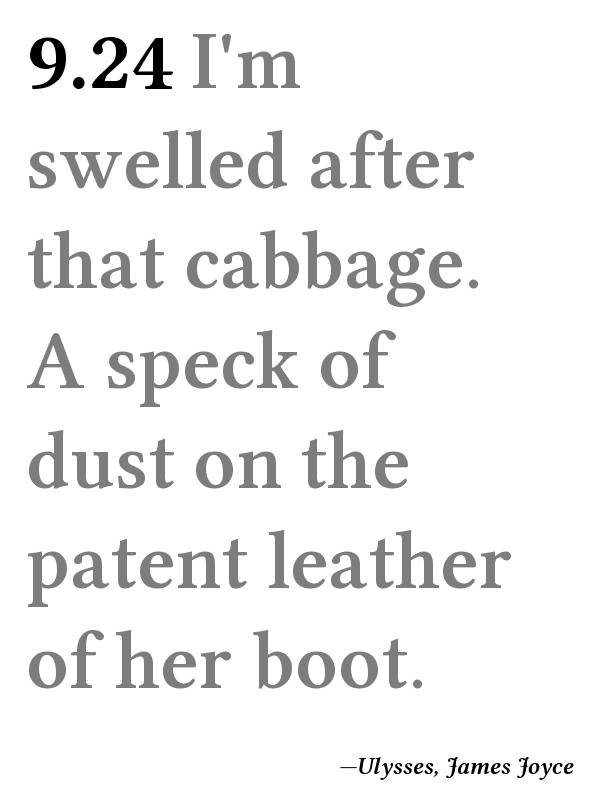 9.24 I'm
swelled after
that cabbage.
A speck of
dust on the
patent leather
of her boot.
—Ulysses, James Joyce